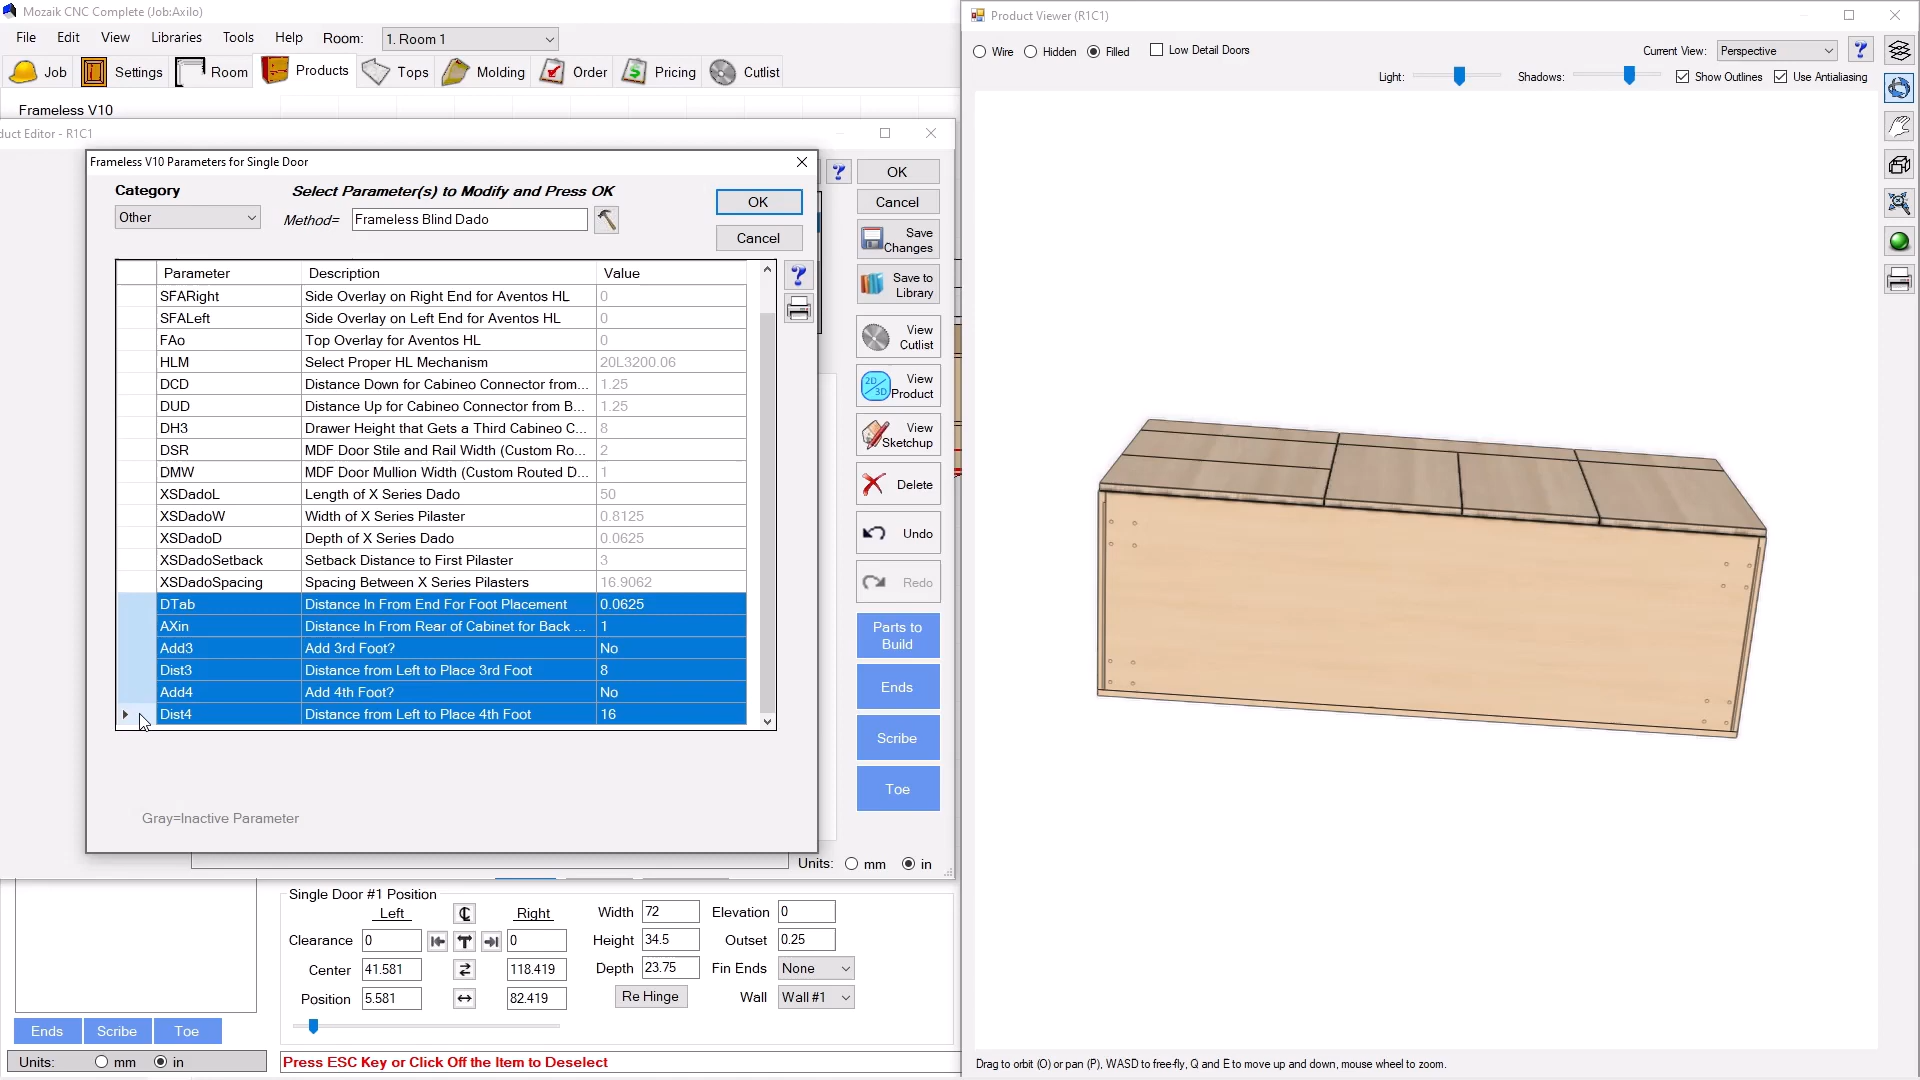 Mozaik CNC Complete (Job:Axilo)
File Edit View Libraries Tools Help Room: 1. Room 1
Job Settings Room Products Tops Molding Order Pricing Cutlist
Frameless V10
duct Editor - R1C1
Frameless V10 Parameters for Single Door
Category
Other
Select Parameter(s) to Modify and Press OK
Method= Frameless Blind Dado
OK
Cancel
Parameter Description Value
SFARight Side Overlay on Right End for Aventos HL 0
SFALeft Side Overlay on Left End for Aventos HL 0
FAo Top Overlay for Aventos HL 0
HLM Select Proper HL Mechanism 20L3200.06
DCD Distance Down for Cabineo Connector from... 1.25
DUD Distance Up for Cabineo Connector from B... 1.25
DH3 Drawer Height that Gets a Third Cabineo C... 8
DSR MDF Door Stile and Rail Width (Custom Ro... 2
DMW MDF Door Mullion Width (Custom Routed D... 1
XSDadoL Length of X Series Dado 50
XSDadoW Width of X Series Pilaster 0.8125
XSDadoD Depth of X Series Dado 0.0625
XSDadoSetback Setback Distance to First Pilaster 3
XSDadoSpacing Spacing Between X Series Pilasters 16.9062
DTab Distance In From End For Foot Placement 0.0625
AXin Distance In From Rear of Cabinet for Back ... 1
Add3 Add 3rd Foot? No
Dist3 Distance from Left to Place 3rd Foot 8
Add4 Add 4th Foot? No
Dist4 Distance from Left to Place 4th Foot 16
Gray=Inactive Parameter
?
?
OK
Cancel
Save Changes
Save to Library
View Cutlist
2D/3D View Product
View Sketchup
Delete
Undo
Redo
Parts to Build
Ends
Scribe
Toe
Units: mm in
Single Door #1 Position
Left Right
Clearance 0 0
Center 41.581 118.419
Position 5.581 82.419
Width 72 Elevation 0
Height 34.5 Outset 0.25
Depth 23.75 Fin Ends None
Re Hinge Wall Wall #1
Ends Scribe Toe
Units: mm in
Press ESC Key or Click Off the Item to Deselect
Product Viewer (R1C1)
Wire Hidden Filled Low Detail Doors
Current View: Perspective ?
Light: Shadows: Show Outlines Use Antialiasing
Drag to orbit (O) or pan (P), WASD to free-fly, Q and E to move up and down, mouse wheel to zoom.